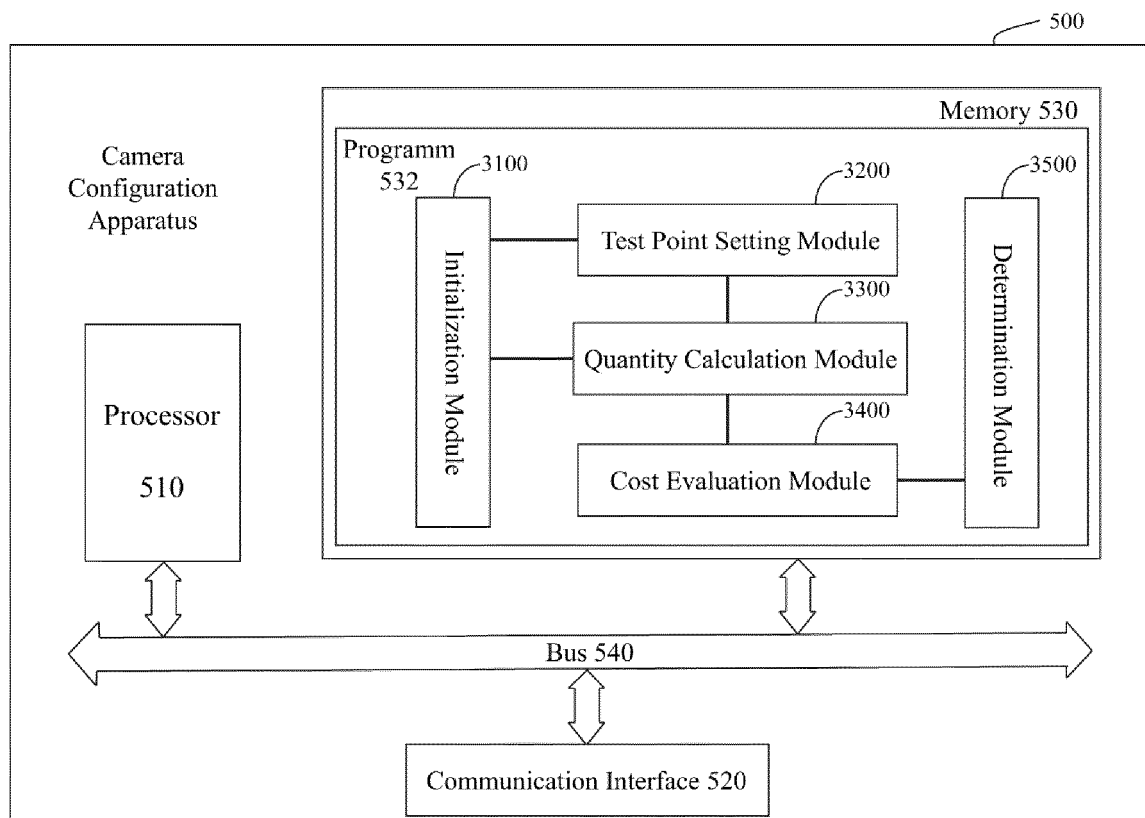 500
Camera
Configuration
Apparatus
Memory 530
Programm
532
3100
3200
3500
Initialization Module
Test Point Setting Module
Determination Module
3300
Quantity Calculation Module
3400
Cost Evaluation Module
Processor
510
Bus 540
Communication Interface 520